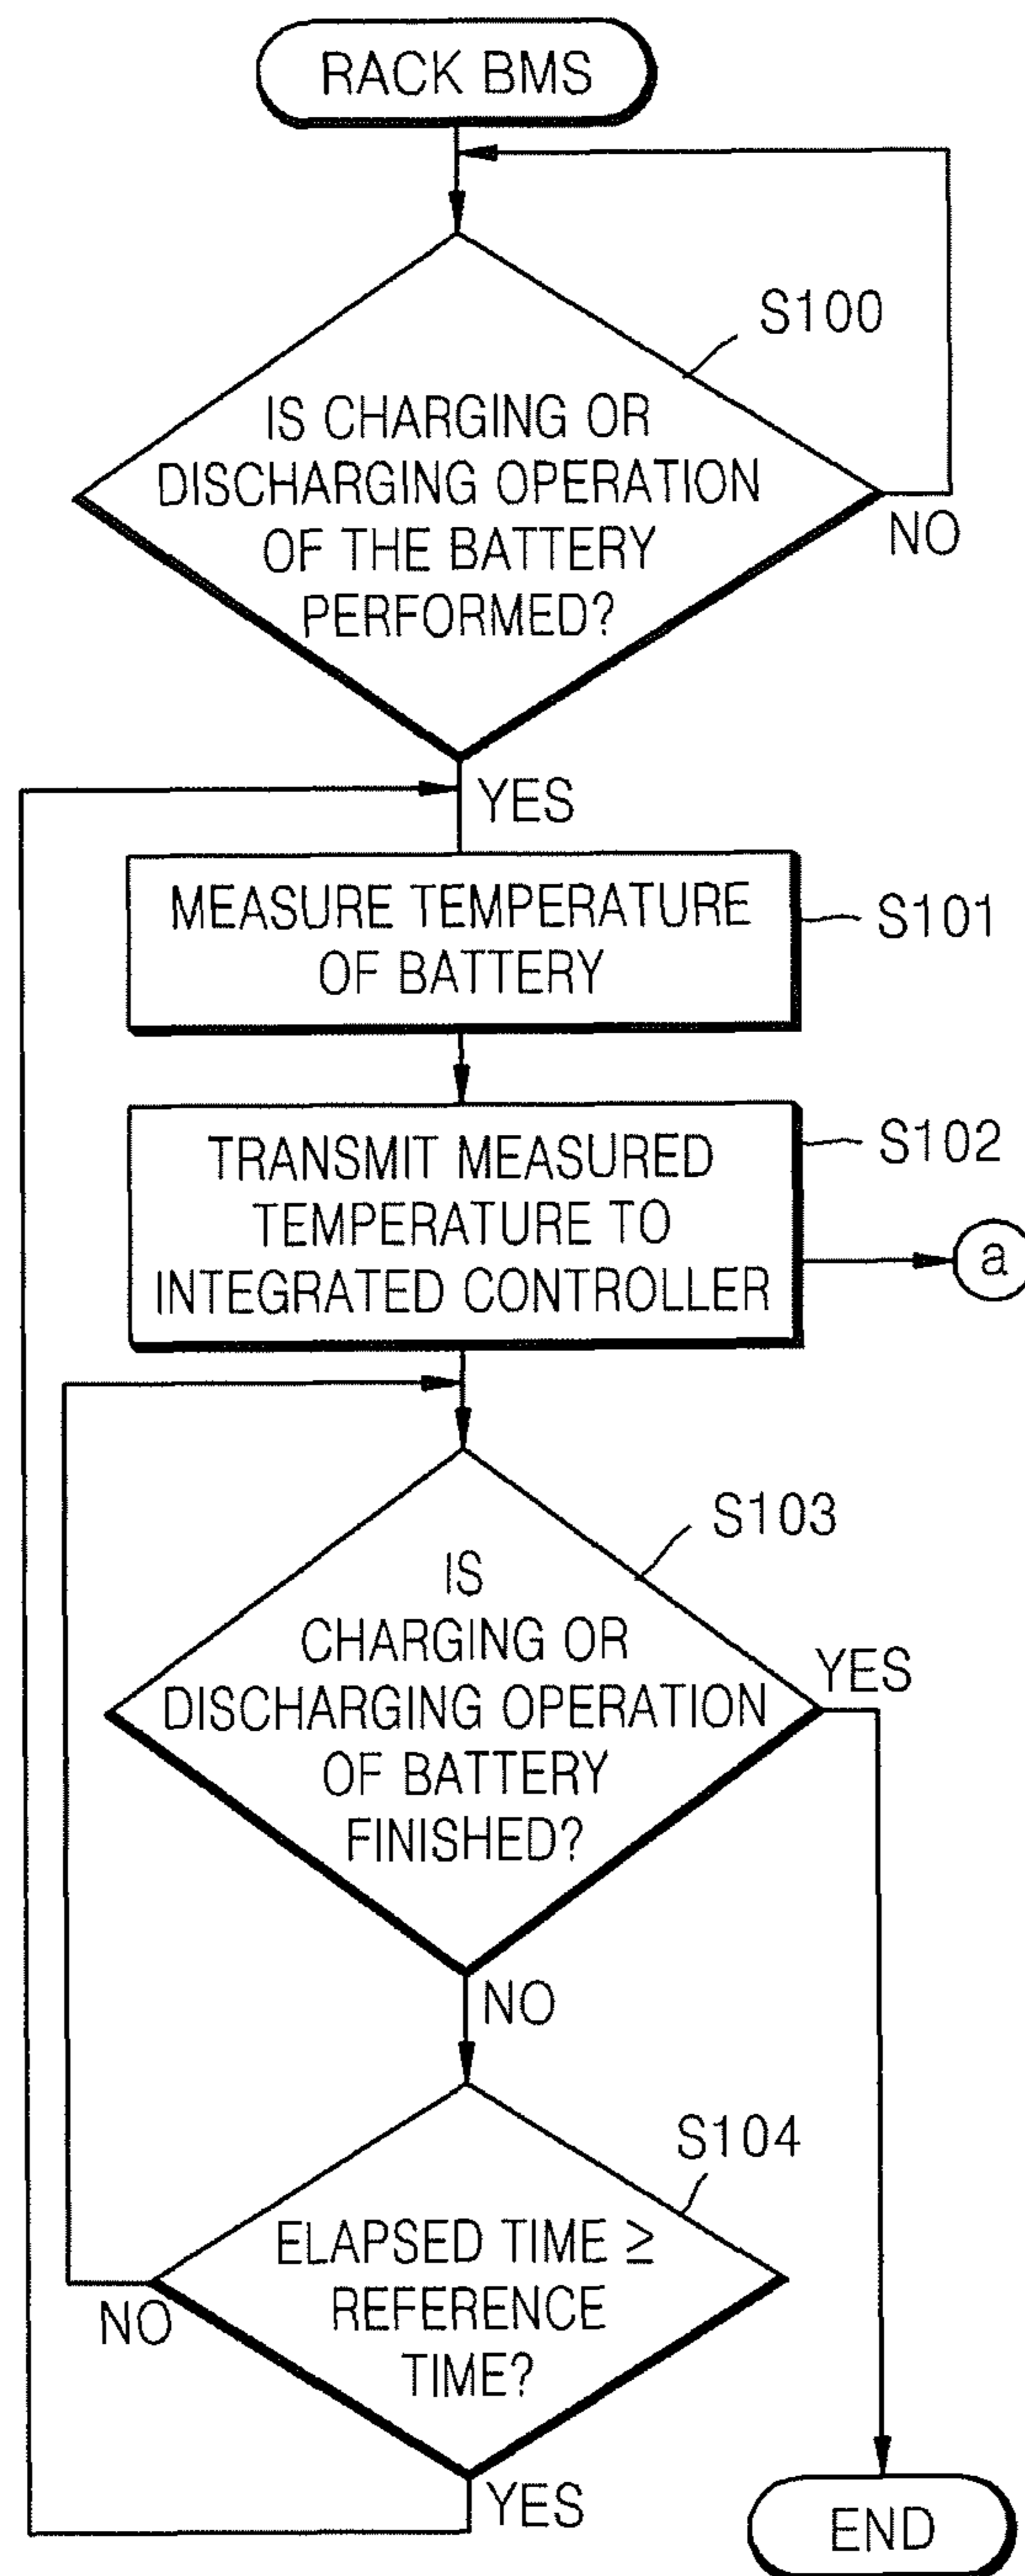 RACK BMS
S100
IS CHARGING OR
DISCHARGING OPERATION
OF THE BATTERY
PERFORMED?
NO
YES
MEASURE TEMPERATURE
OF BATTERY
S101
TRANSMIT MEASURED
TEMPERATURE TO
INTEGRATED CONTROLLER
S102
a
S103
IS
CHARGING OR
DISCHARGING OPERATION
OF BATTERY
FINISHED?
YES
NO
S104
ELAPSED TIME ≥
REFERENCE
TIME?
NO
YES
END